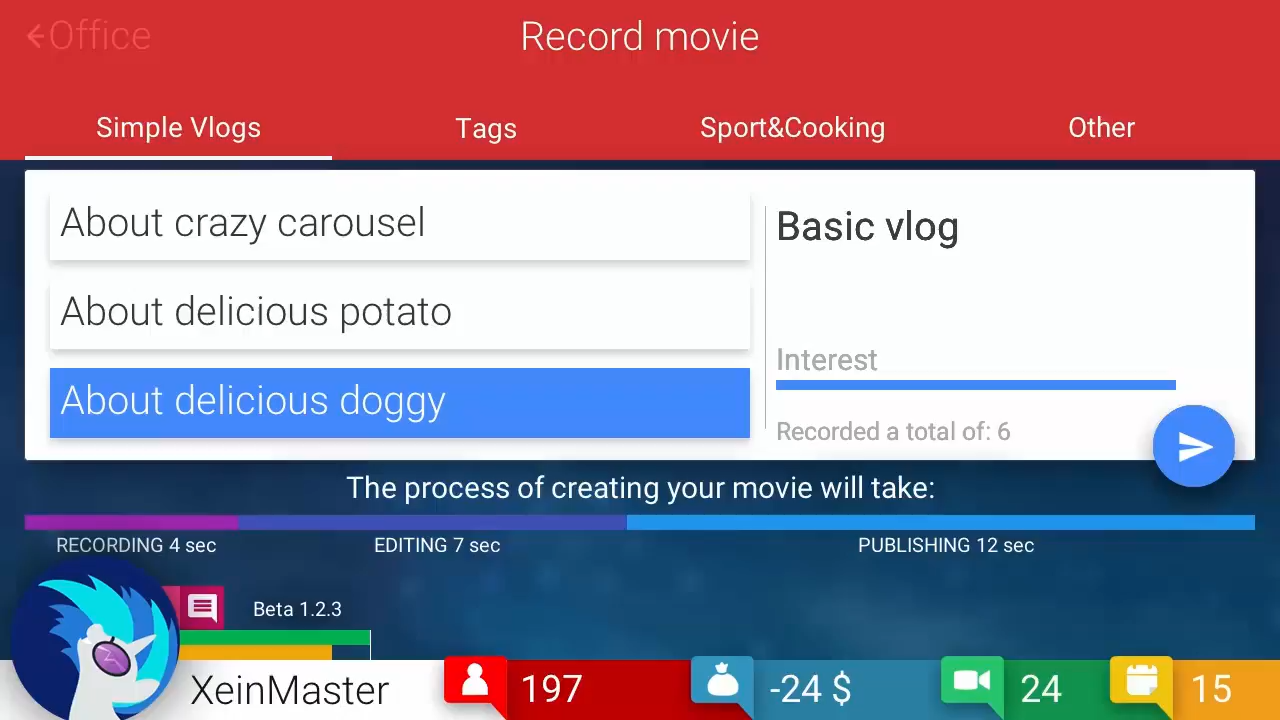 Office
Record movie
Simple Vlogs
Tags
Sport&Cooking
Other
About crazy carousel
About delicious potato
About delicious doggy
Basic vlog
Interest
Recorded a total of: 6
The process of creating your movie will take:
RECORDING 4 sec
EDITING 7 sec
PUBLISHING 12 sec
Beta 1.2.3
XeinMaster
197
-24 $
24
15